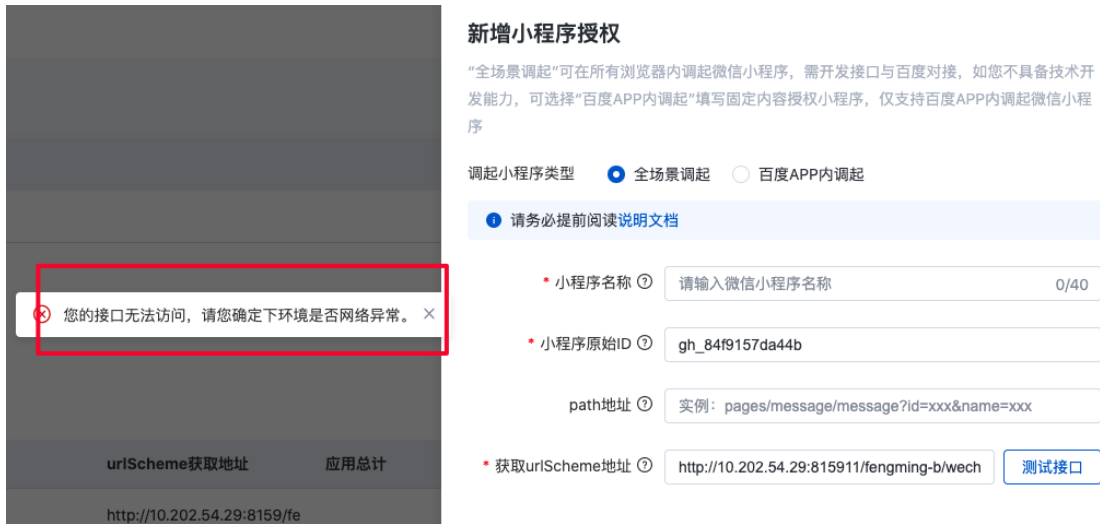 新增小程序授权
“全场景调起”可在所有浏览器内调起微信小程序，需开发接口与百度对接，如您不具备技术开
发能力，可选择“百度APP内调起”填写固定内容授权小程序，仅支持百度APP内调起微信小程
序
调起小程序类型 全场景调起 百度APP内调起
请务必提前阅读说明文档
* 小程序名称 请输入微信小程序名称 0/40
您的接口无法访问，请您确定下环境是否网络异常。
* 小程序原始ID gh_84f9157da44b
path地址 实例：pages/message/message?id=xxx&name=xxx
urlScheme获取地址 应用总计
* 获取urlScheme地址 http://10.202.54.29:815911/fengming-b/wech 测试接口
http://10.202.54.29:8159/fe